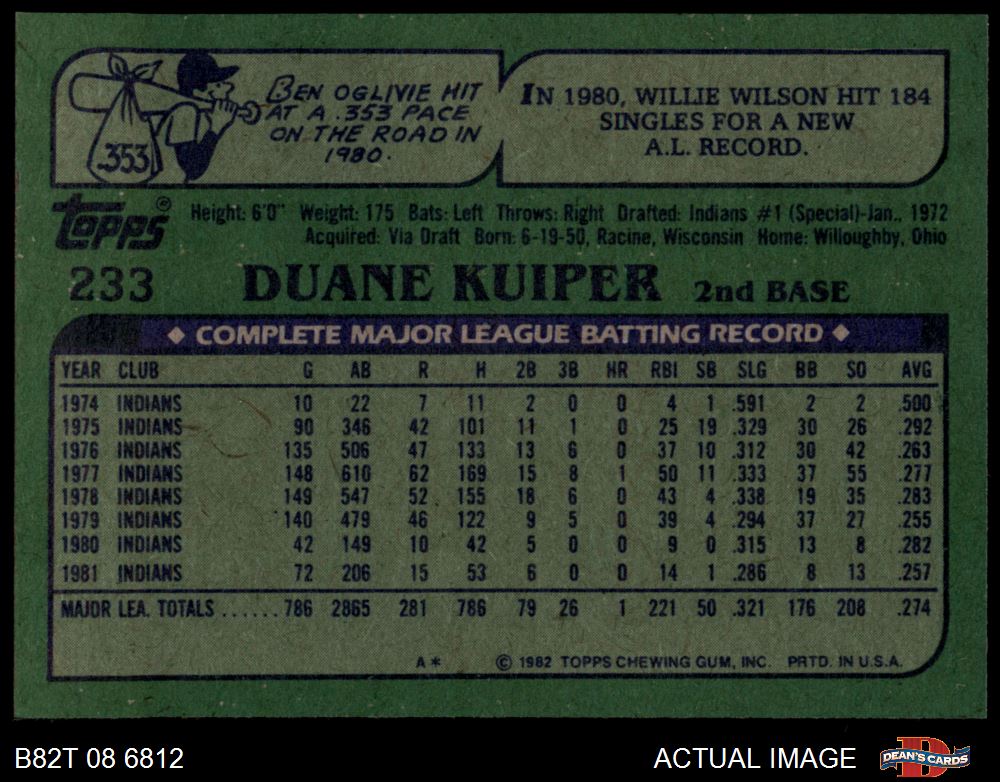 BEN OGLIVIE HIT
AT A .353 PACE
ON THE ROAD IN
1980.
.353
IN 1980, WILLIE WILSON HIT 184
SINGLES FOR A NEW
A.L. RECORD.
TOPPS®
Height: 6'0" Weight: 175 Bats: Left Throws: Right Drafted: Indians #1 (Special)-Jan., 1972
Acquired: Via Draft Born: 6-19-50, Racine, Wisconsin Home: Willoughby, Ohio
233 DUANE KUIPER 2nd BASE
◆ COMPLETE MAJOR LEAGUE BATTING RECORD ◆
YEAR CLUB G AB R H 2B 3B HR RBI SB SLG BB SO AVG
1974 INDIANS 10 22 7 11 2 0 0 4 1 .591 2 2 .500
1975 INDIANS 90 346 42 101 11 1 0 25 19 .329 30 26 .292
1976 INDIANS 135 506 47 133 13 6 0 37 10 .312 30 42 .263
1977 INDIANS 148 610 62 169 15 8 1 50 11 .333 37 55 .277
1978 INDIANS 149 547 52 155 18 6 0 43 4 .338 19 35 .283
1979 INDIANS 140 479 46 122 9 5 0 39 4 .294 37 27 .255
1980 INDIANS 42 149 10 42 5 0 0 9 0 .315 13 8 .282
1981 INDIANS 72 206 15 53 6 0 0 14 1 .286 8 13 .257
MAJOR LEA. TOTALS ...... 786 2865 281 786 79 26 1 221 50 .321 176 208 .274
A* © 1982 TOPPS CHEWING GUM, INC. PRTD. IN U.S.A.
B82T 08 6812
ACTUAL IMAGE
DEAN'S CARDS